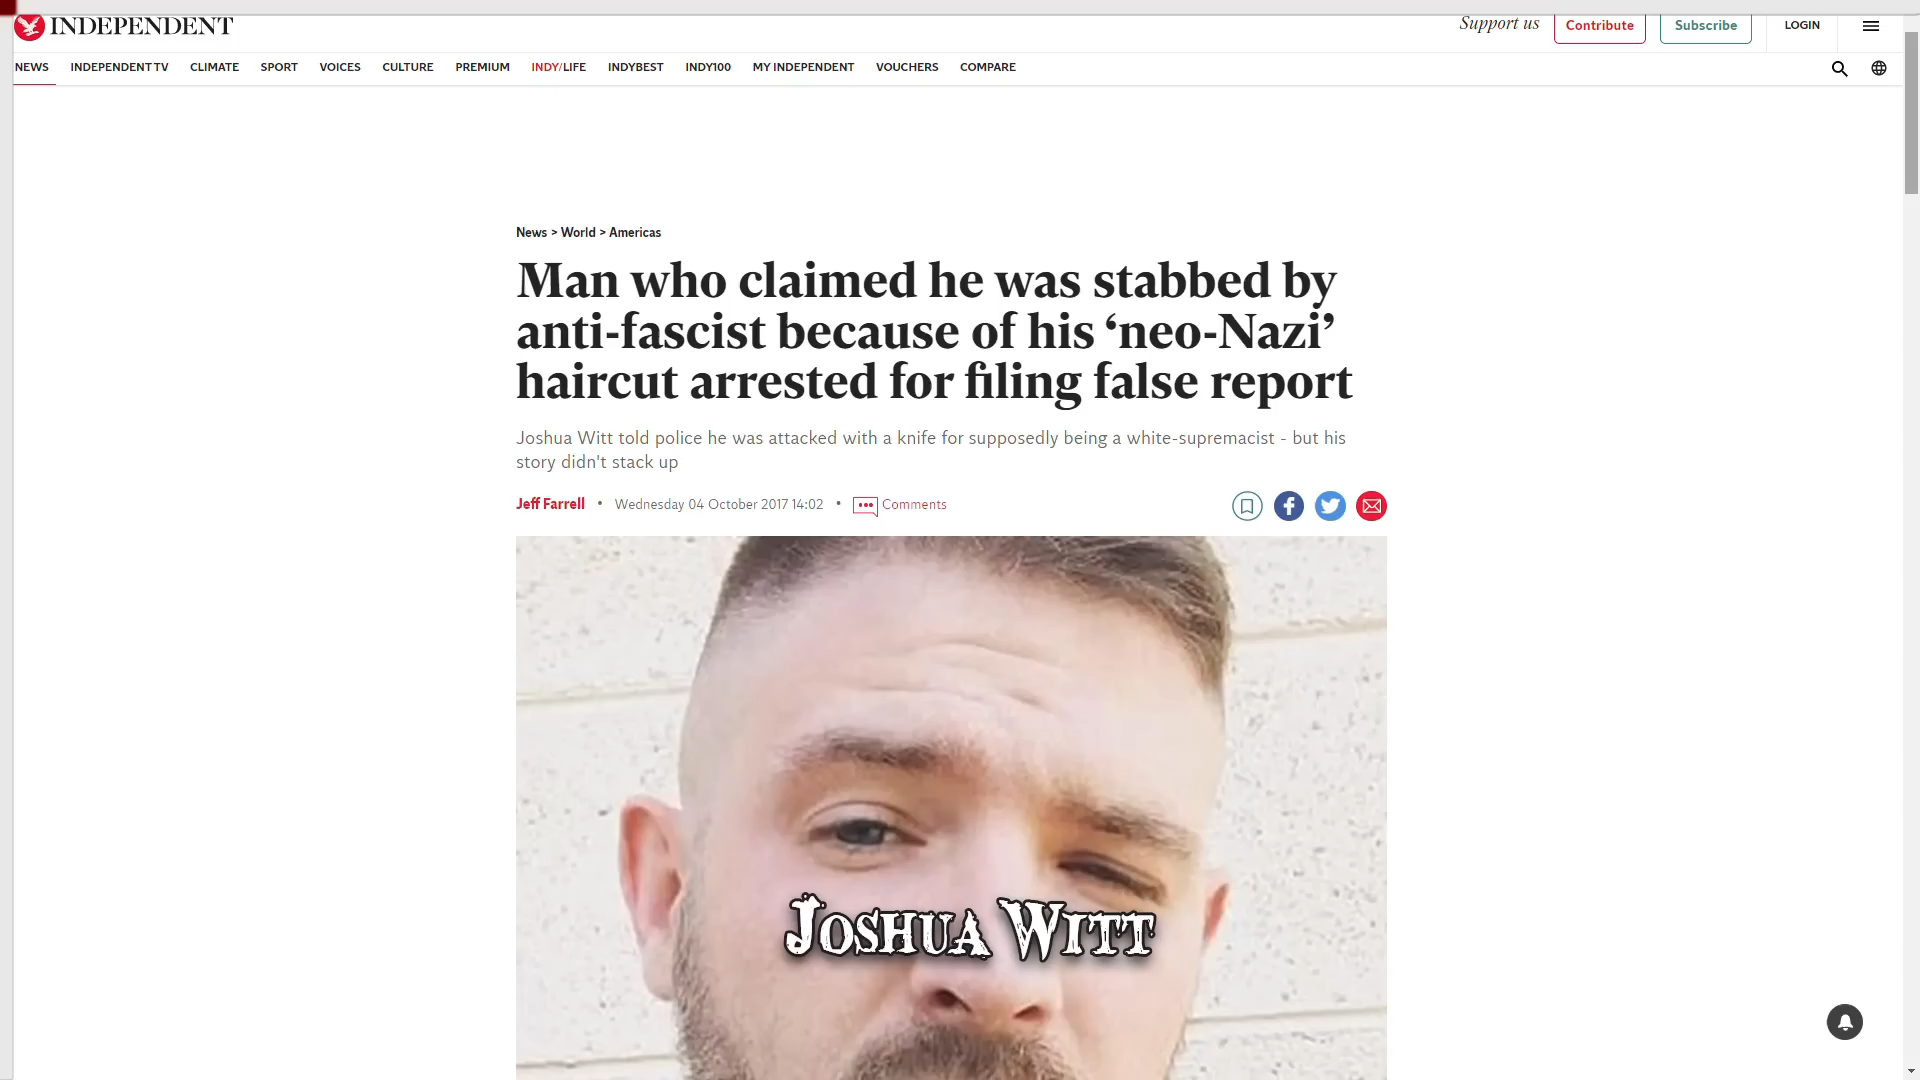 INDEPENDENT
Support us
Contribute
Subscribe
LOGIN
NEWS INDEPENDENT TV CLIMATE SPORT VOICES CULTURE PREMIUM INDY/LIFE INDYBEST INDY100 MY INDEPENDENT VOUCHERS COMPARE
News > World > Americas
Man who claimed he was stabbed by
anti-fascist because of his ‘neo-Nazi’
haircut arrested for filing false report
Joshua Witt told police he was attacked with a knife for supposedly being a white-supremacist - but his
story didn't stack up
Jeff Farrell • Wednesday 04 October 2017 14:02 • Comments
Joshua Witt